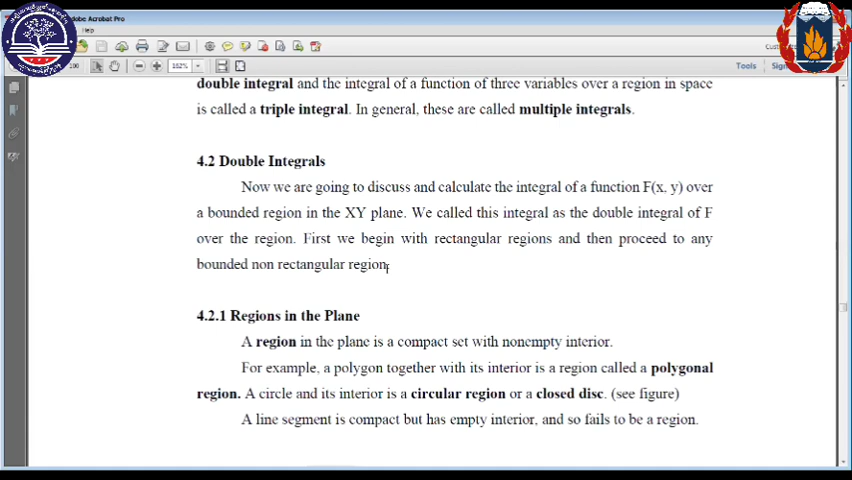 dobe Acrobat Pro
Help
Custo
100
162%
Tools
Sign
double integral and the integral of a function of three variables over a region in space
is called a triple integral. In general, these are called multiple integrals.
4.2 Double Integrals
Now we are going to discuss and calculate the integral of a function F(x, y) over
a bounded region in the XY plane. We called this integral as the double integral of F
over the region. First we begin with rectangular regions and then proceed to any
bounded non rectangular region.
4.2.1 Regions in the Plane
A region in the plane is a compact set with nonempty interior.
For example, a polygon together with its interior is a region called a polygonal
region. A circle and its interior is a circular region or a closed disc. (see figure)
A line segment is compact but has empty interior, and so fails to be a region.